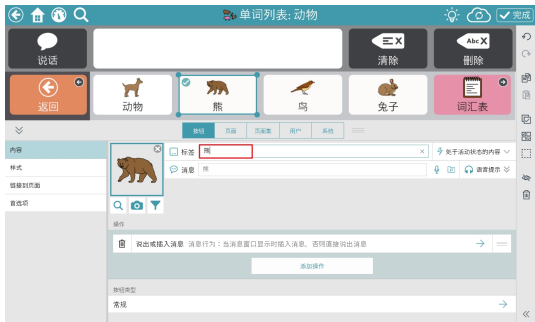 单词列表: 动物
完成
说话
清除
Abc X
删除
返回
动物
熊
鸟
兔子
词汇表
按钮
页面
页面集
用户
系统
内容
样式
链接到页面
首选项
标签
熊
处于活动状态的内容
消息
熊
语言提示
操作
说出或插入消息 消息行为：当消息窗口显示时插入消息。否则直接说出消息
添加操作
按钮类型
常规